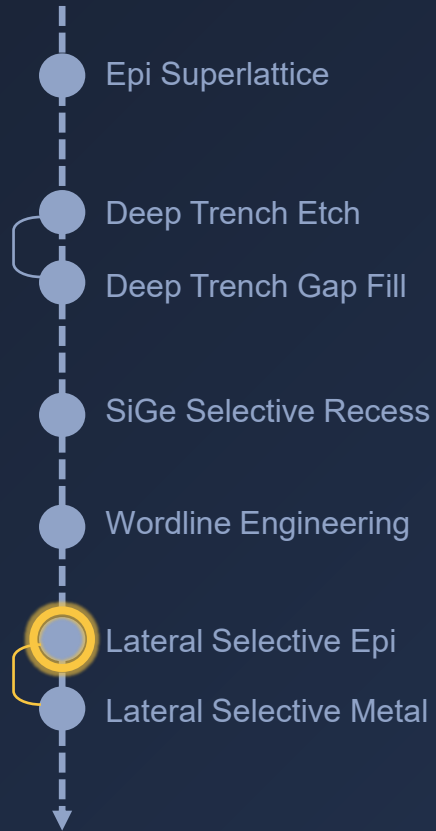 Epi Superlattice
Deep Trench Etch
Deep Trench Gap Fill
SiGe Selective Recess
Wordline Engineering
Lateral Selective Epi
Lateral Selective Metal